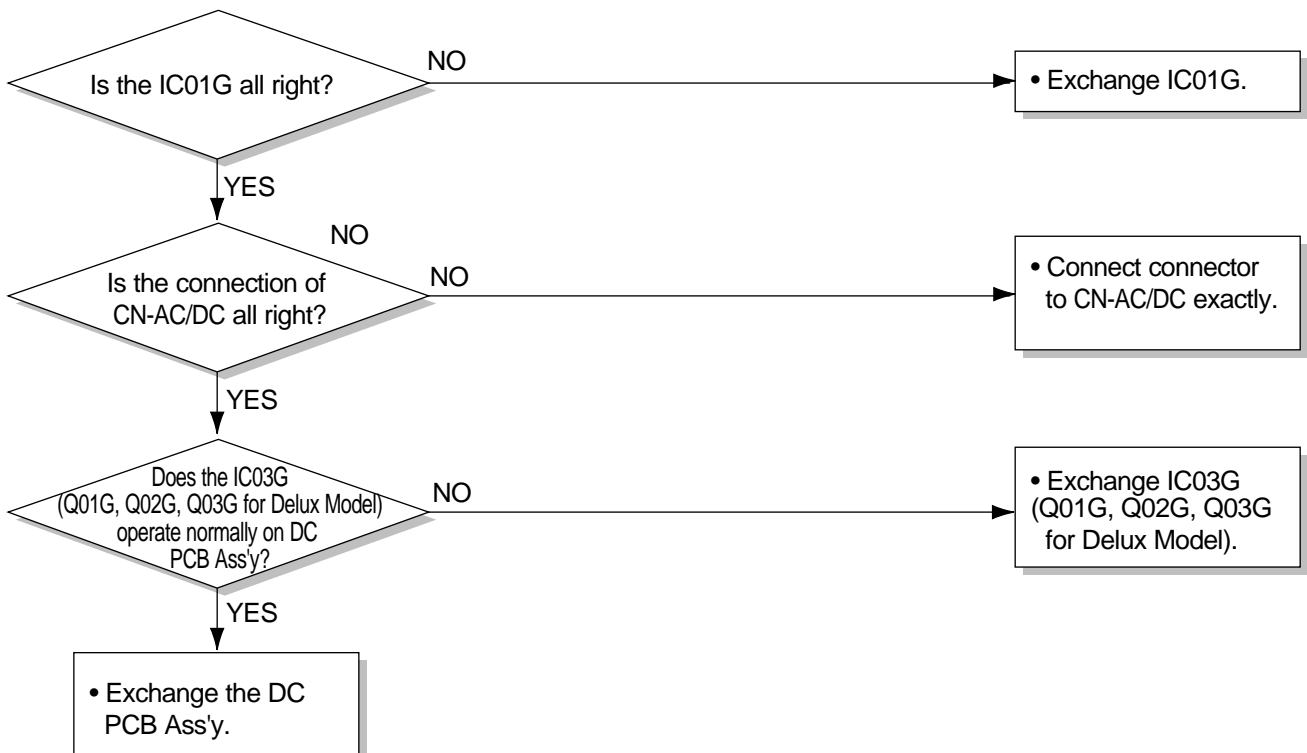 Is the IC01G all right?
NO
• Exchange IC01G.
YES
NO
Is the connection of
CN-AC/DC all right?
NO
• Connect connector
to CN-AC/DC exactly.
YES
Does the IC03G
(Q01G, Q02G, Q03G for Delux Model)
operate normally on DC
PCB Ass'y?
NO
• Exchange IC03G
(Q01G, Q02G, Q03G
for Delux Model).
YES
• Exchange the DC
PCB Ass'y.